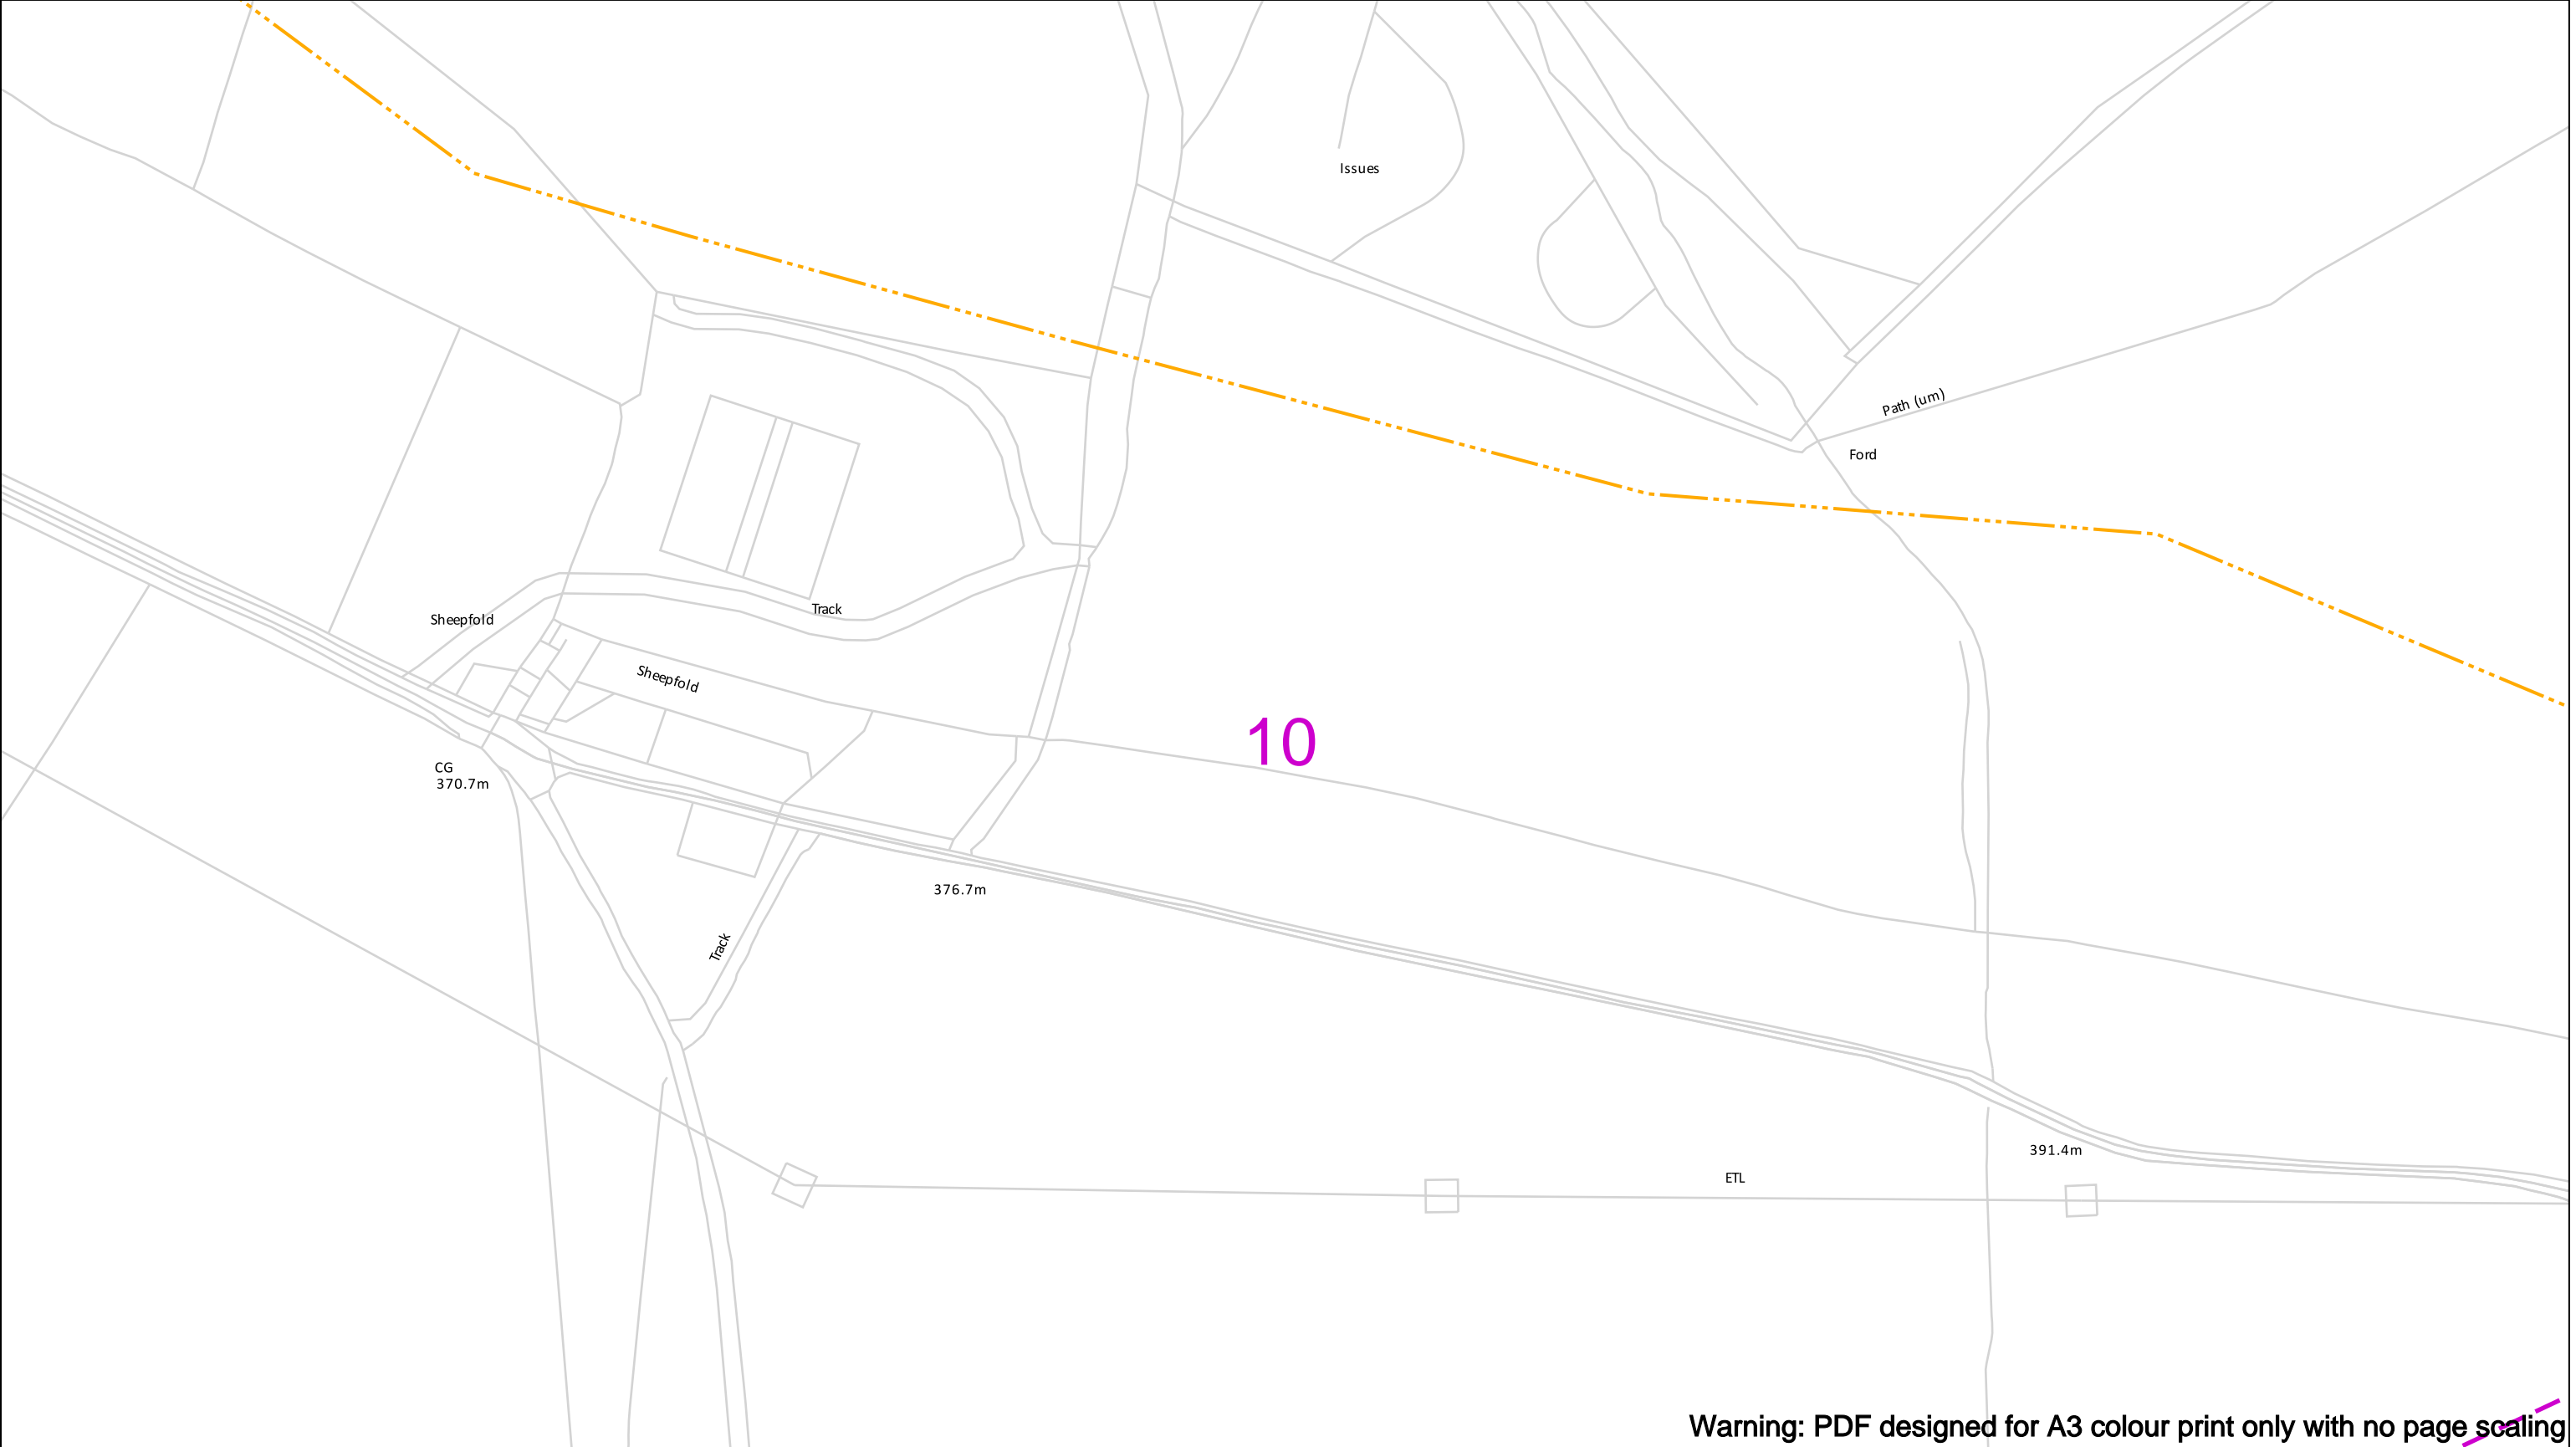 Issues
Path (um)
Ford
Track
Sheepfold
Sheepfold
10
CG
370.7m
376.7m
Track
391.4m
ETL
Warning: PDF designed for A3 colour print only with no page scaling